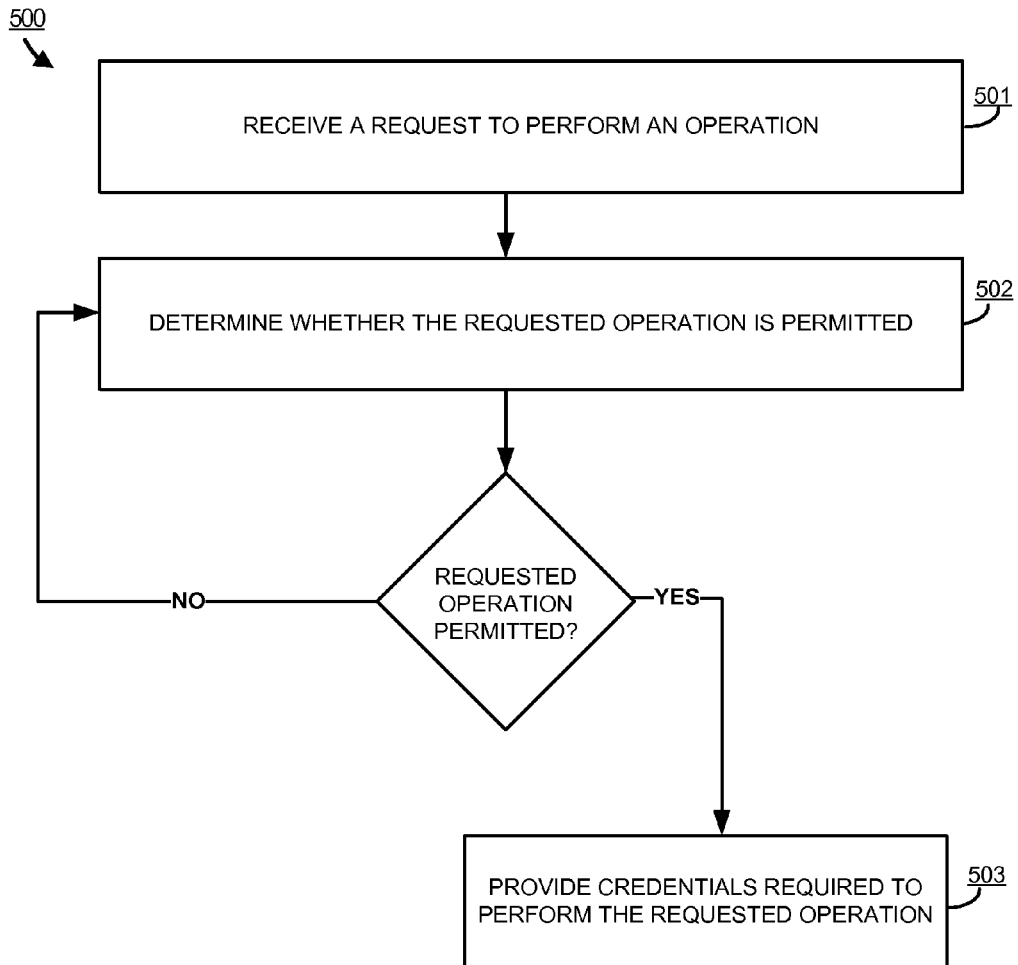 500
RECEIVE A REQUEST TO PERFORM AN OPERATION
501
DETERMINE WHETHER THE REQUESTED OPERATION IS PERMITTED
502
REQUESTED
OPERATION
PERMITTED?
NO
YES
PROVIDE CREDENTIALS REQUIRED TO
PERFORM THE REQUESTED OPERATION
503